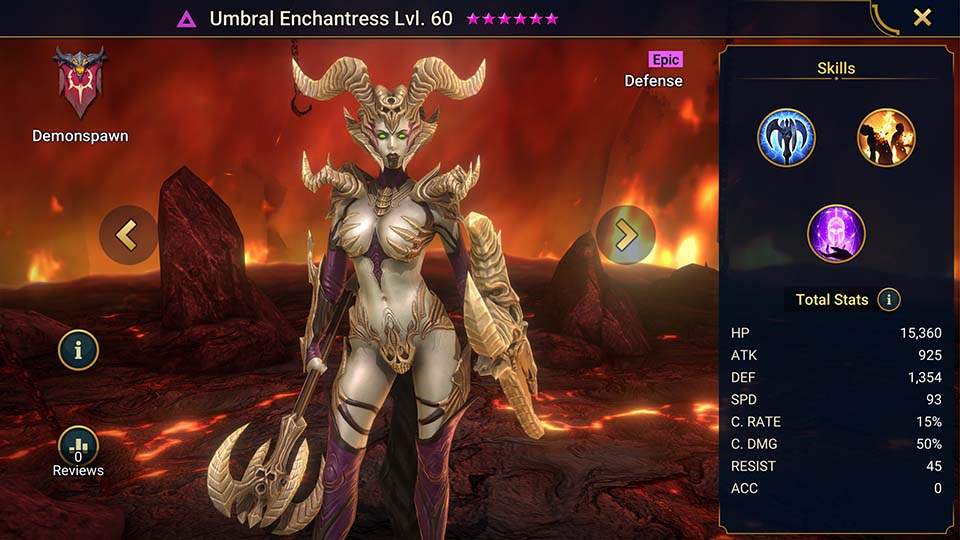 Umbral Enchantress Lvl. 60
Demonspawn
Epic
Defense
Reviews
0
Skills
Total Stats
HP 15,360
ATK 925
DEF 1,354
SPD 93
C. RATE 15%
C. DMG 50%
RESIST 45
ACC 0